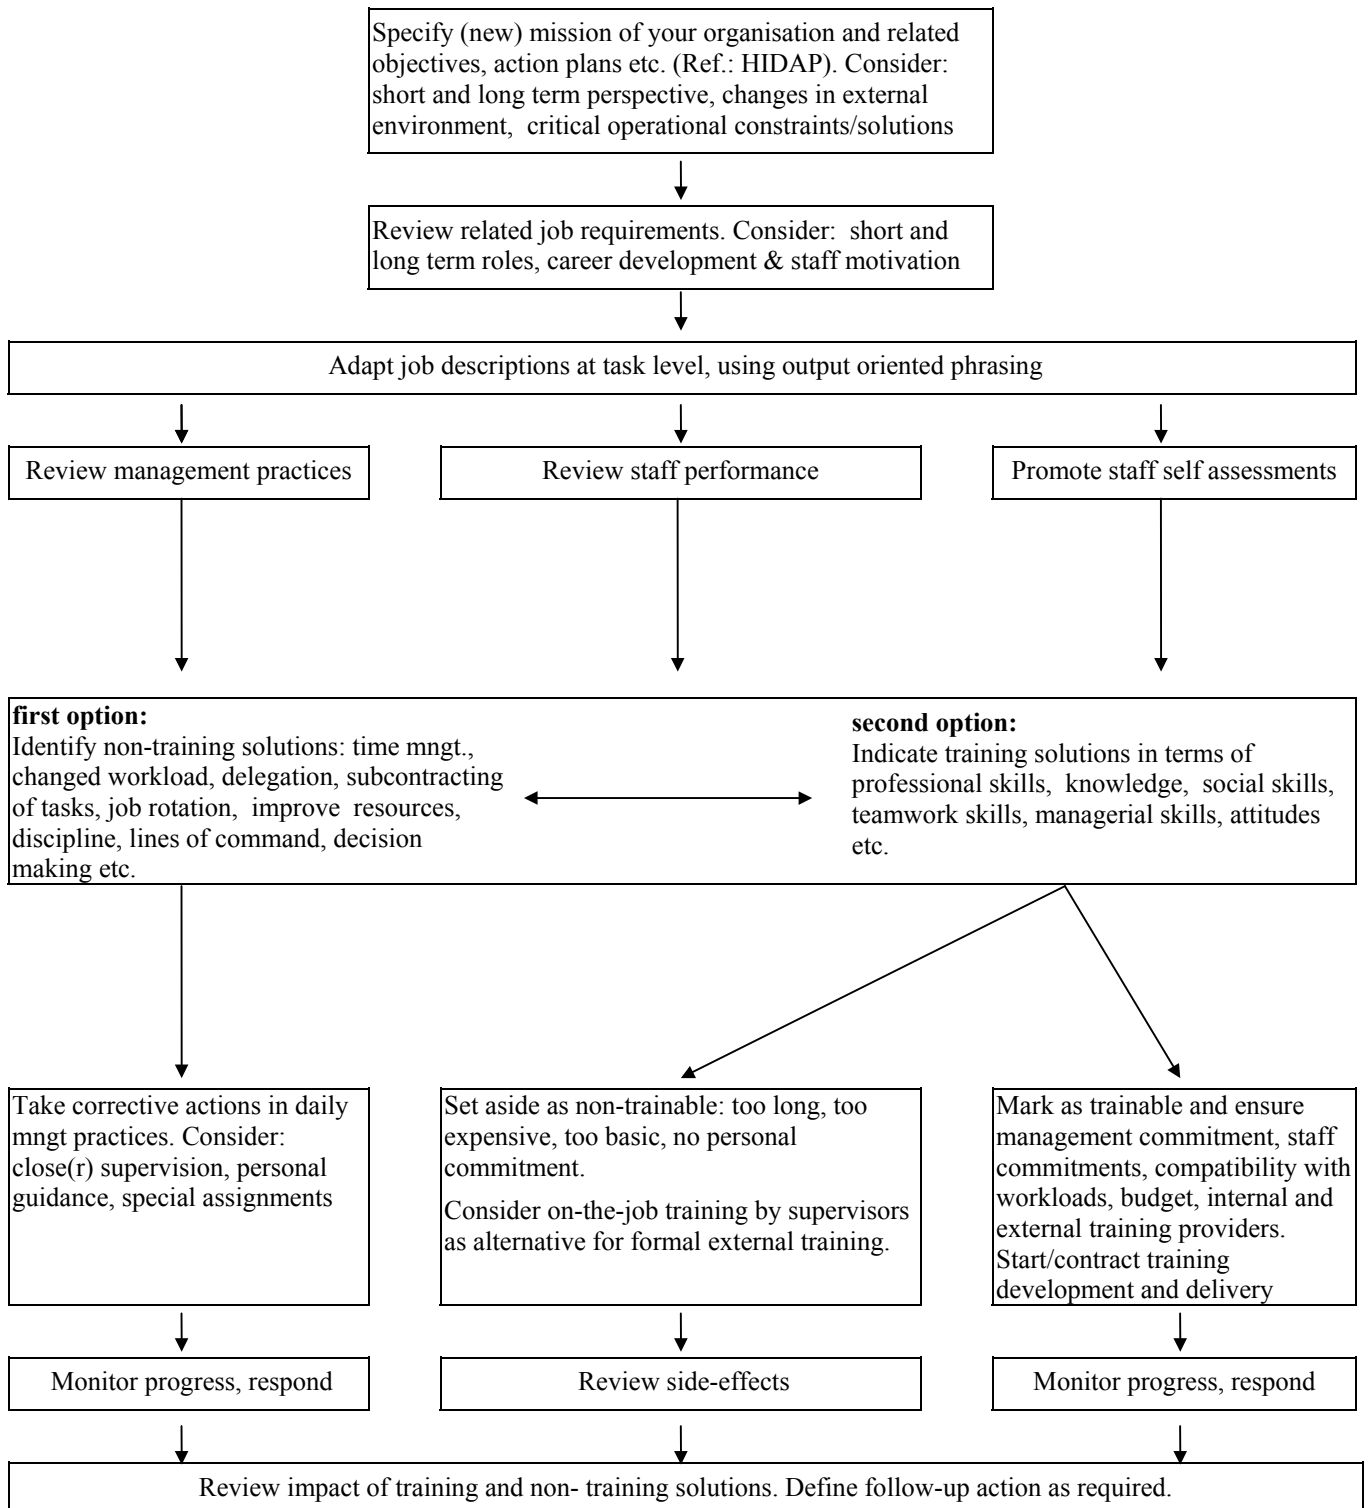 Specify (new) mission of your organisation and related
objectives, action plans etc. (Ref.: HIDAP). Consider:
short and long term perspective, changes in external
environment,  critical operational constraints/solutions
Review related job requirements. Consider:  short and
long term roles, career development & staff motivation
Adapt job descriptions at task level, using output oriented phrasing
Review management practices
Review staff performance
Promote staff self assessments
first option:
Identify non-training solutions: time mngt.,
changed workload, delegation, subcontracting
of tasks, job rotation,  improve  resources,
discipline, lines of command, decision
making etc.
second option:
Indicate training solutions in terms of
professional skills,  knowledge,  social skills,
teamwork skills, managerial skills, attitudes
etc.
Take corrective actions in daily
mngt practices. Consider:
close(r) supervision, personal
guidance, special assignments
Set aside as non-trainable: too long, too
expensive, too basic, no personal
commitment.
Consider on-the-job training by supervisors
as alternative for formal external training.
Mark as trainable and ensure
management commitment, staff
commitments, compatibility with
workloads, budget, internal and
external training providers.
Start/contract training
development and delivery
Monitor progress, respond
Review side-effects
Monitor progress, respond
Review impact of training and non- training solutions. Define follow-up action as required.